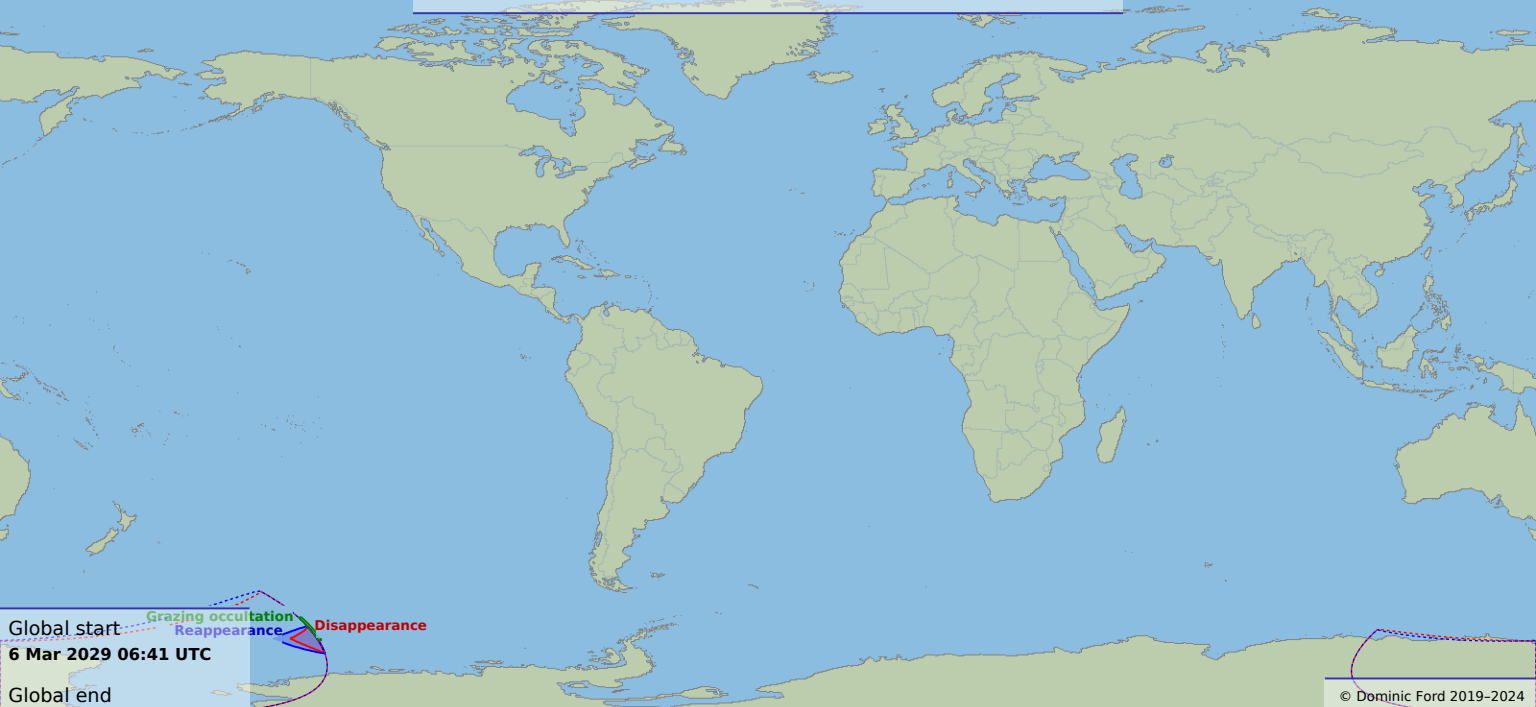 Grazing occultation
Disappearance
Reappearance
Global start
6 Mar 2029 06:41 UTC
Global end
© Dominic Ford 2019–2024